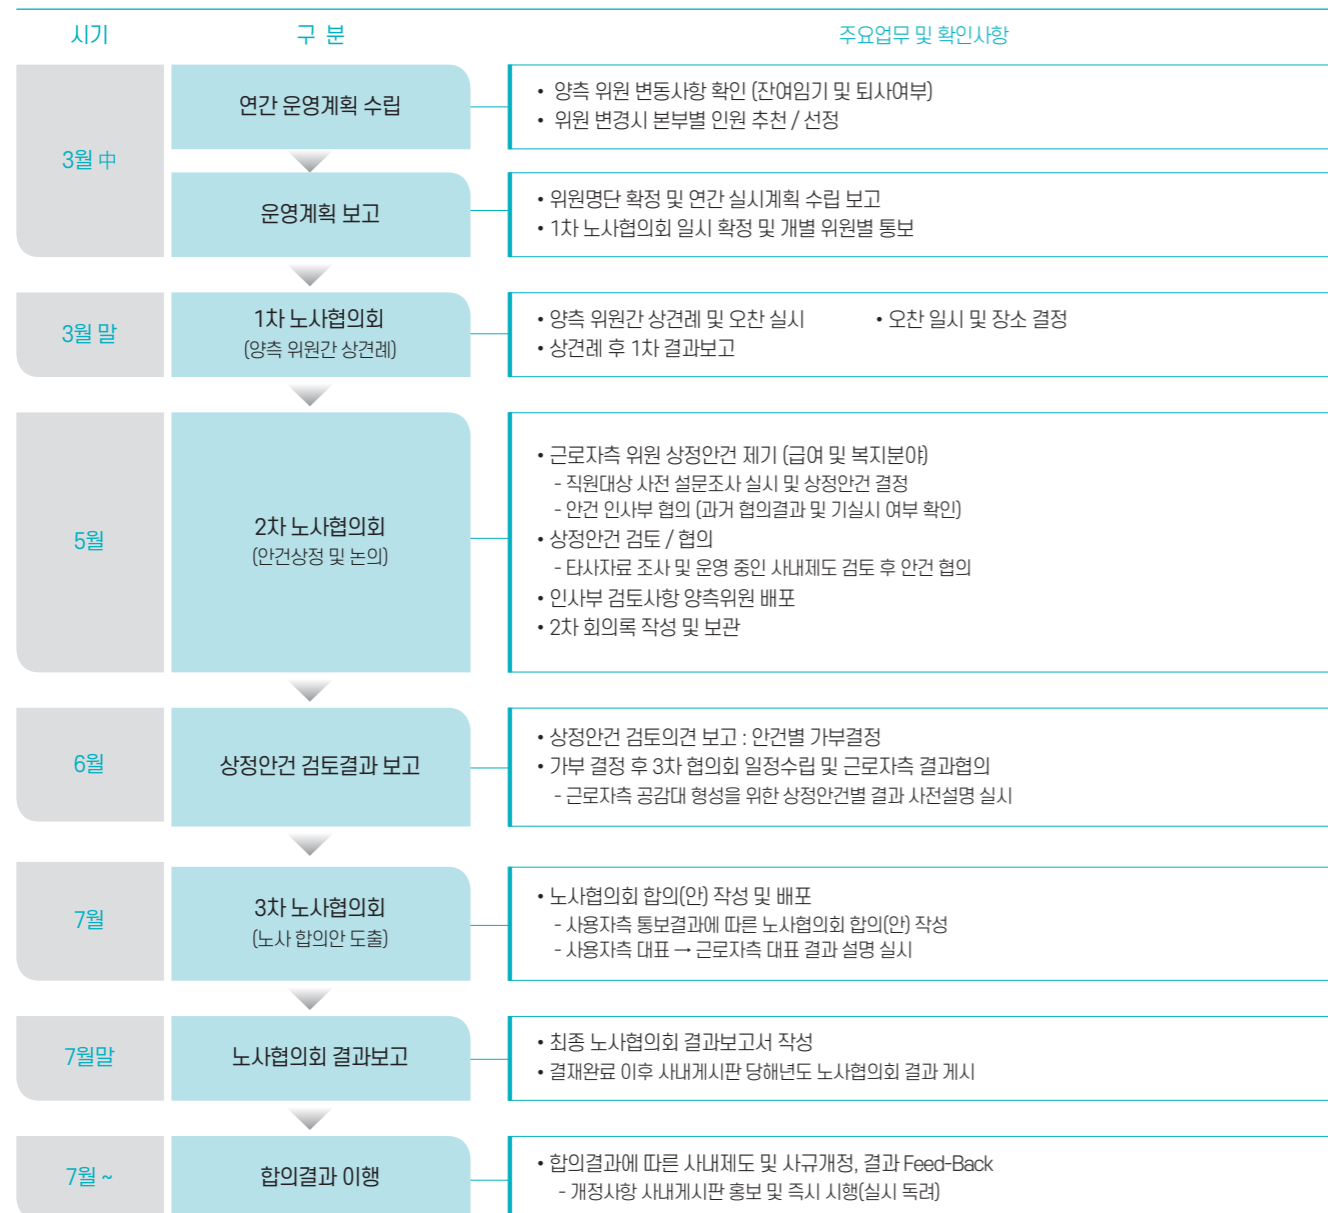 시기
구 분
주요업무 및 확인사항
3월 中
연간 운영계획 수립
• 양측 위원 변동사항 확인 (잔여임기 및 퇴사여부)
• 위원 변경시 본부별 인원 추천 / 선정
운영계획 보고
• 위원명단 확정 및 연간 실시계획 수립 보고
• 1차 노사협의회 일시 확정 및 개별 위원별 통보
3월 말
1차 노사협의회
(양측 위원간 상견례)
• 양측 위원간 상견례 및 오찬 실시 • 오찬 일시 및 장소 결정
• 상견례 후 1차 결과보고
5월
2차 노사협의회
(안건상정 및 논의)
• 근로자측 위원 상정안건 제기 (급여 및 복지분야)
- 직원대상 사전 설문조사 실시 및 상정안건 결정
- 안건 인사부 협의 (과거 협의결과 및 기실시 여부 확인)
• 상정안건 검토 / 협의
- 타사자료 조사 및 운영 중인 사내제도 검토 후 안건 협의
• 인사부 검토사항 양측위원 배포
• 2차 회의록 작성 및 보관
6월
상정안건 검토결과 보고
• 상정안건 검토의견 보고 : 안건별 가부결정
• 가부 결정 후 3차 협의회 일정수립 및 근로자측 결과협의
- 근로자측 공감대 형성을 위한 상정안건별 결과 사전설명 실시
7월
3차 노사협의회
(노사 합의안 도출)
• 노사협의회 합의(안) 작성 및 배포
- 사용자측 통보결과에 따른 노사협의회 합의(안) 작성
- 사용자측 대표 → 근로자측 대표 결과 설명 실시
7월말
노사협의회 결과보고
• 최종 노사협의회 결과보고서 작성
• 결재완료 이후 사내게시판 당해년도 노사협의회 결과 게시
7월 ~
합의결과 이행
• 합의결과에 따른 사내제도 및 사규개정, 결과 Feed-Back
- 개정사항 사내게시판 홍보 및 즉시 시행(실시 독려)